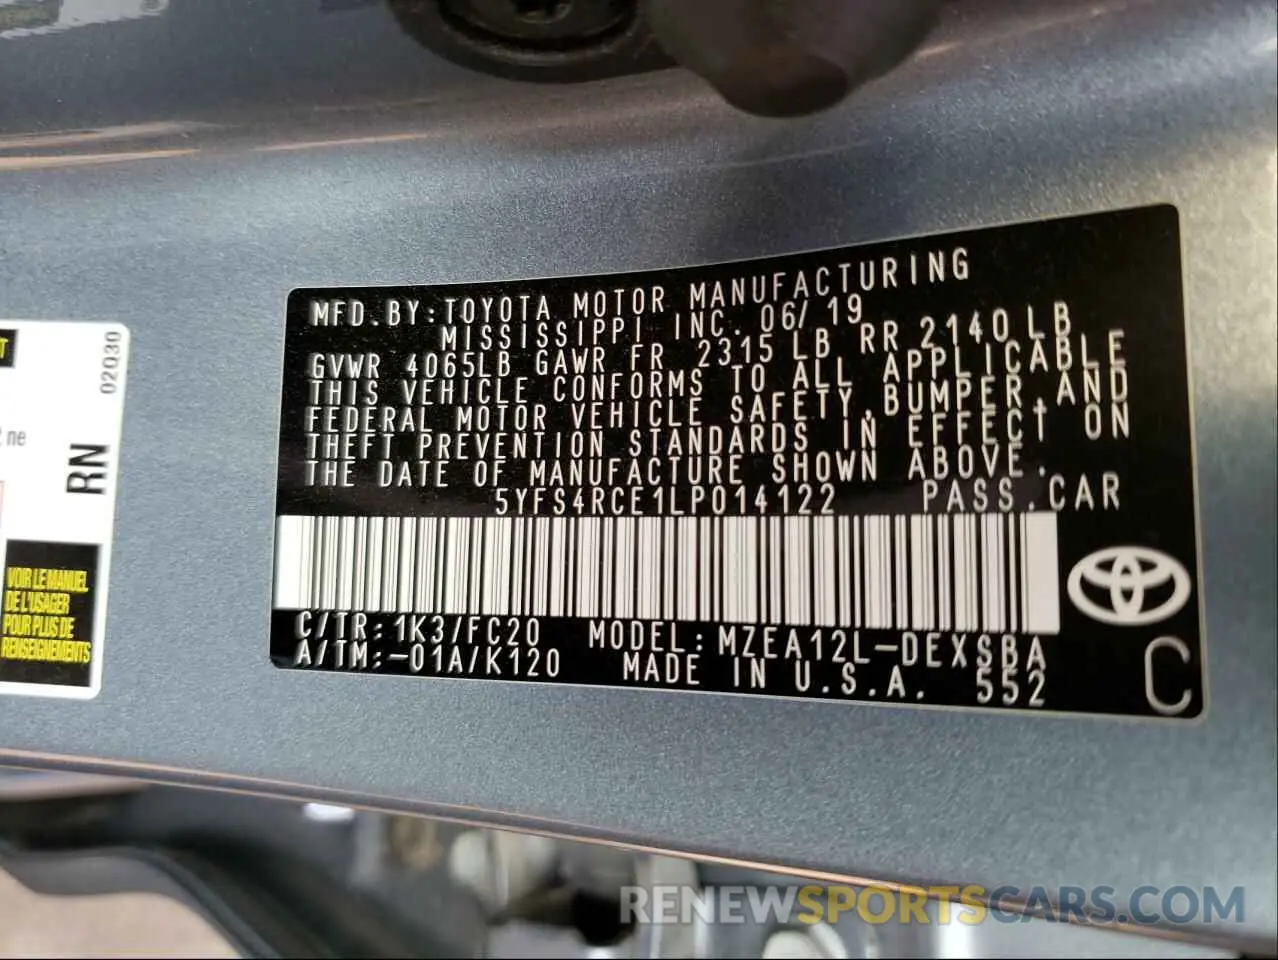 MFD.BY:TOYOTA MOTOR MANUFACTURING
MISSISSIPPI INC. 06/19
GVWR 4065LB GAWR FR 2315 LB RR 2140LB
THIS VEHICLE CONFORMS TO ALL APPLICABLE
FEDERAL MOTOR VEHICLE SAFETY,BUMPER,AND
THEFT PREVENTION STANDARDS IN EFFECT ON
THE DATE OF MANUFACTURE SHOWN ABOVE.
5YFS4RCE1LP014122 PASS.CAR
C/TR:1K3/FC20 MODEL:MZEA12L-DEXSBA
A/TM:-01A/K120 MADE IN U.S.A. 552
C
02030
RN
ne
VOIR LE MANUEL
DE L'USAGER
POUR PLUS DE
RENSEIGNEMENTS
RENEWSPORTSCARS.COM